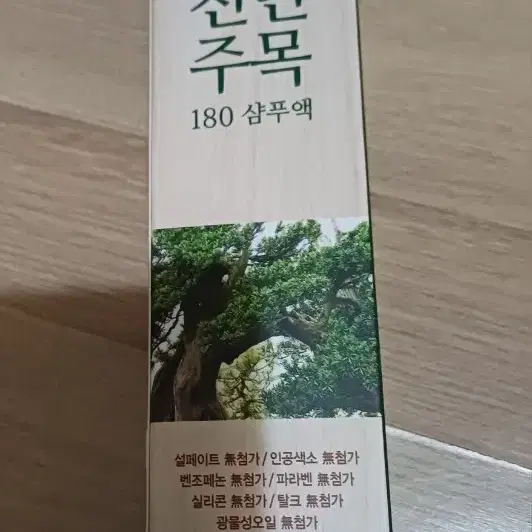 주목
180 샴푸액
설페이트 無첨가/인공색소 無첨가
벤조페논 無첨가/파라벤 無첨가
실리콘 無첨가/탈크 無첨가
광물성오일 無첨가